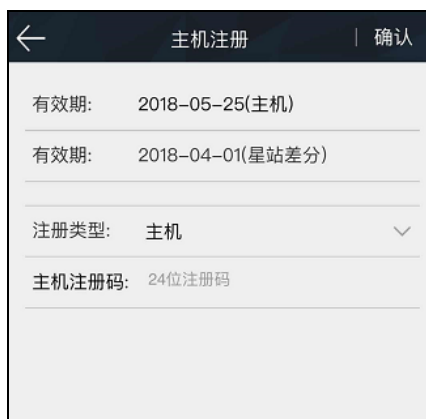 主机注册 | 确认
有效期: 2018-05-25(主机)
有效期: 2018-04-01(星站差分)
注册类型: 主机
主机注册码: 24位注册码